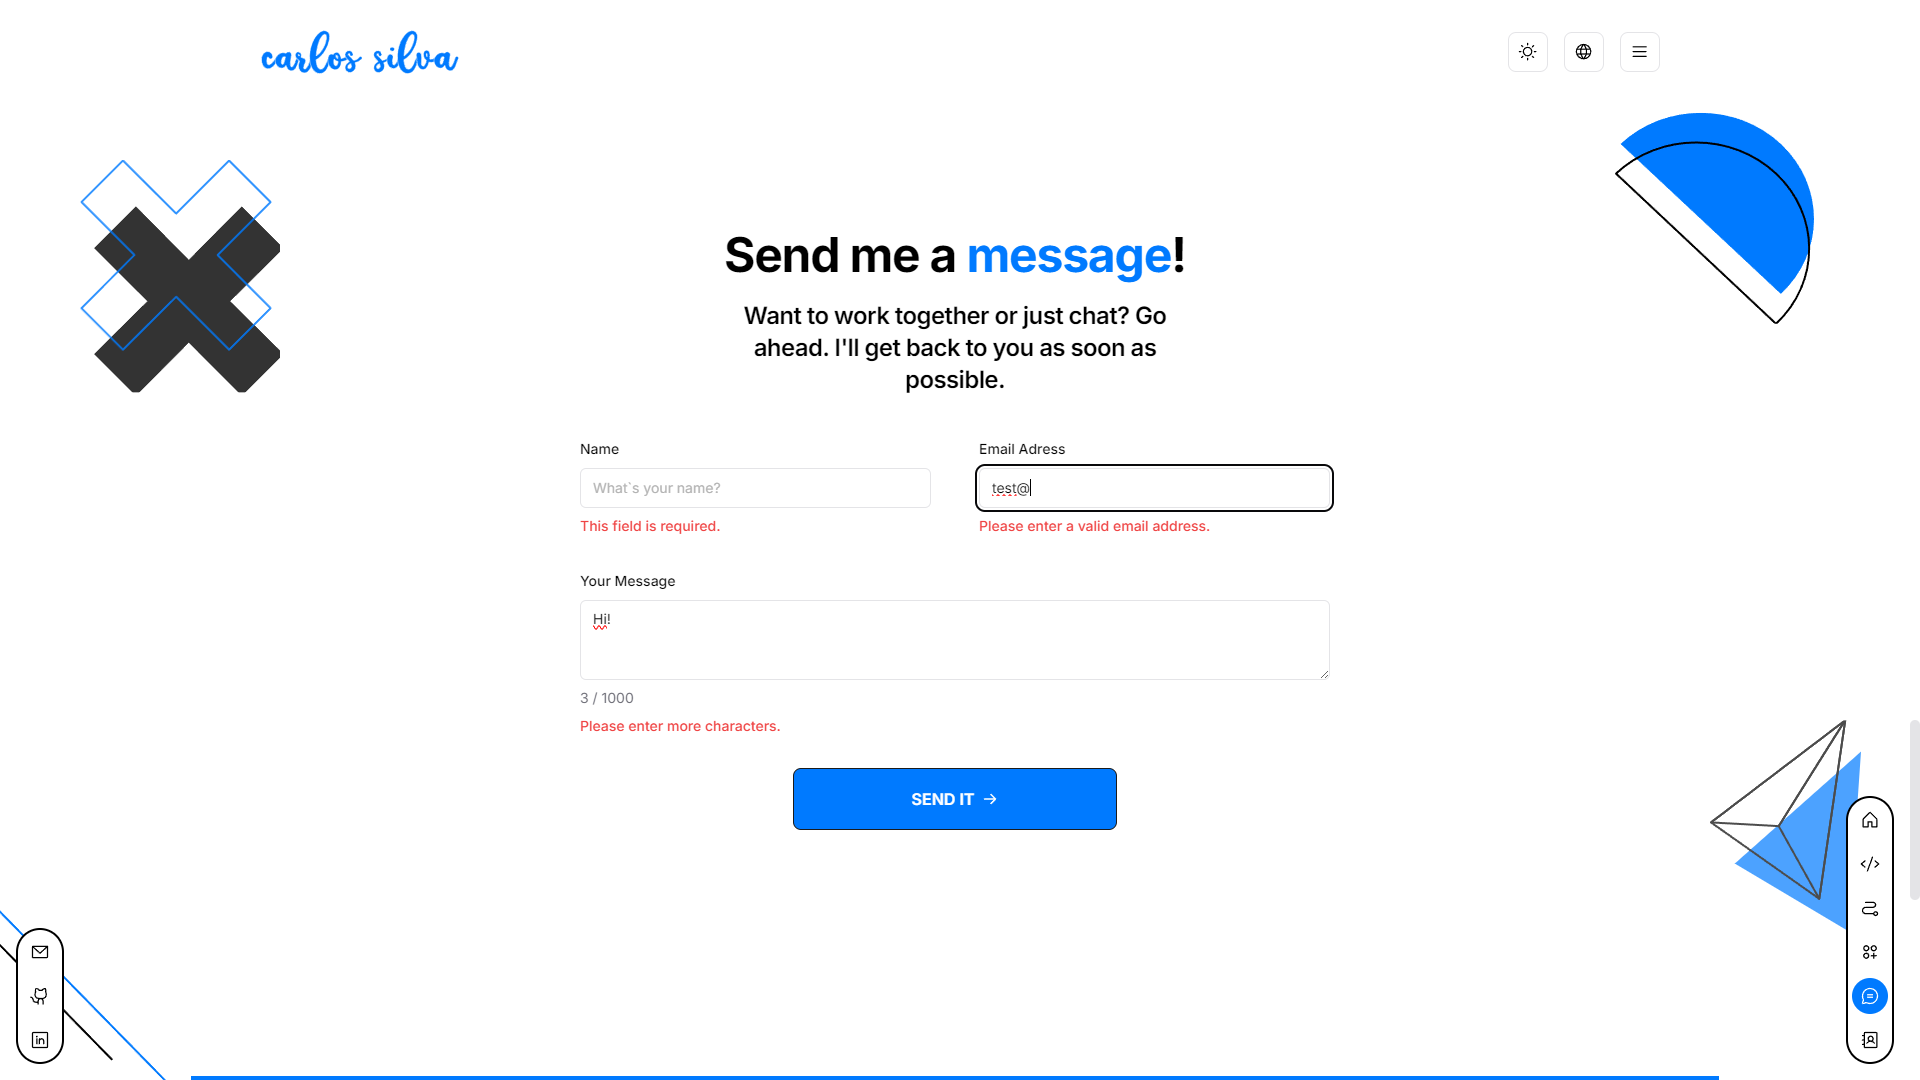 carlos silva
Send me a message!
Want to work together or just chat? Go
ahead. I'll get back to you as soon as
possible.
Name
Email Adress
What`s your name?
test@
This field is required.
Please enter a valid email address.
Your Message
Hi!
3 / 1000
Please enter more characters.
SEND IT →